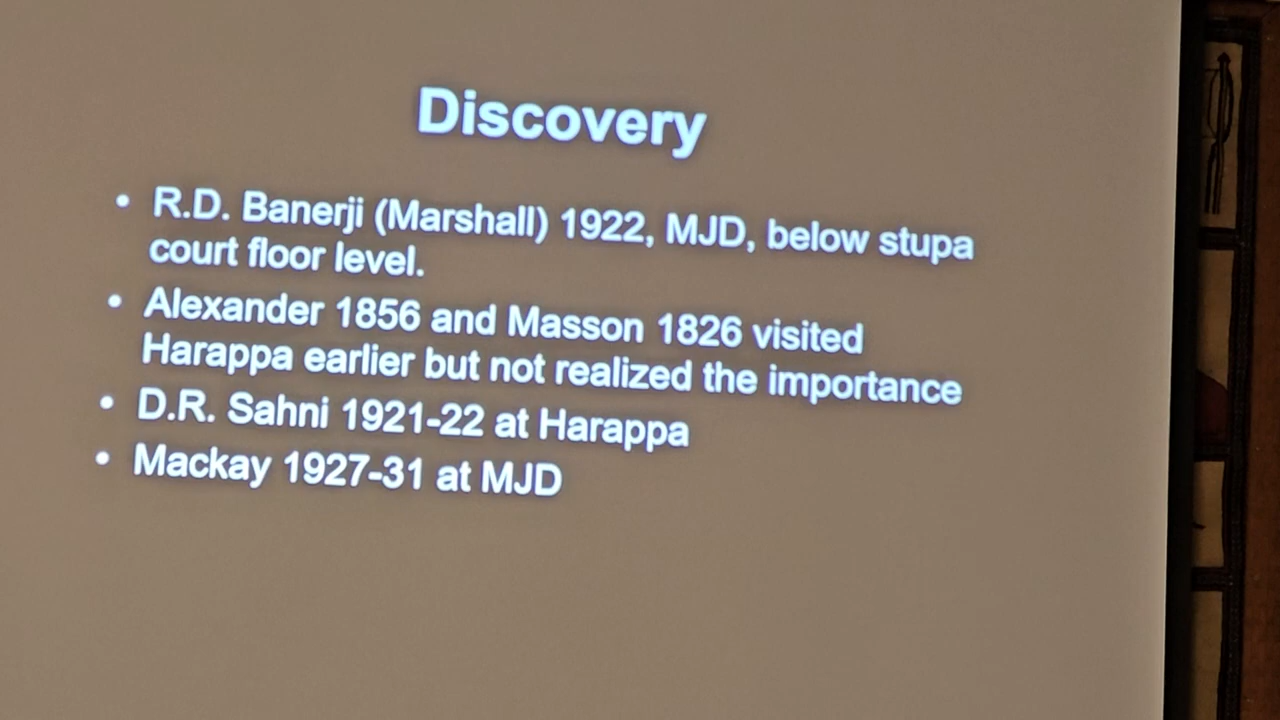 Discovery
• R.D. Banerji (Marshall) 1922, MJD, below stupa
court floor level.
• Alexander 1856 and Masson 1826 visited
Harappa earlier but not realized the importance
• D.R. Sahni 1921-22 at Harappa
• Mackay 1927-31 at MJD